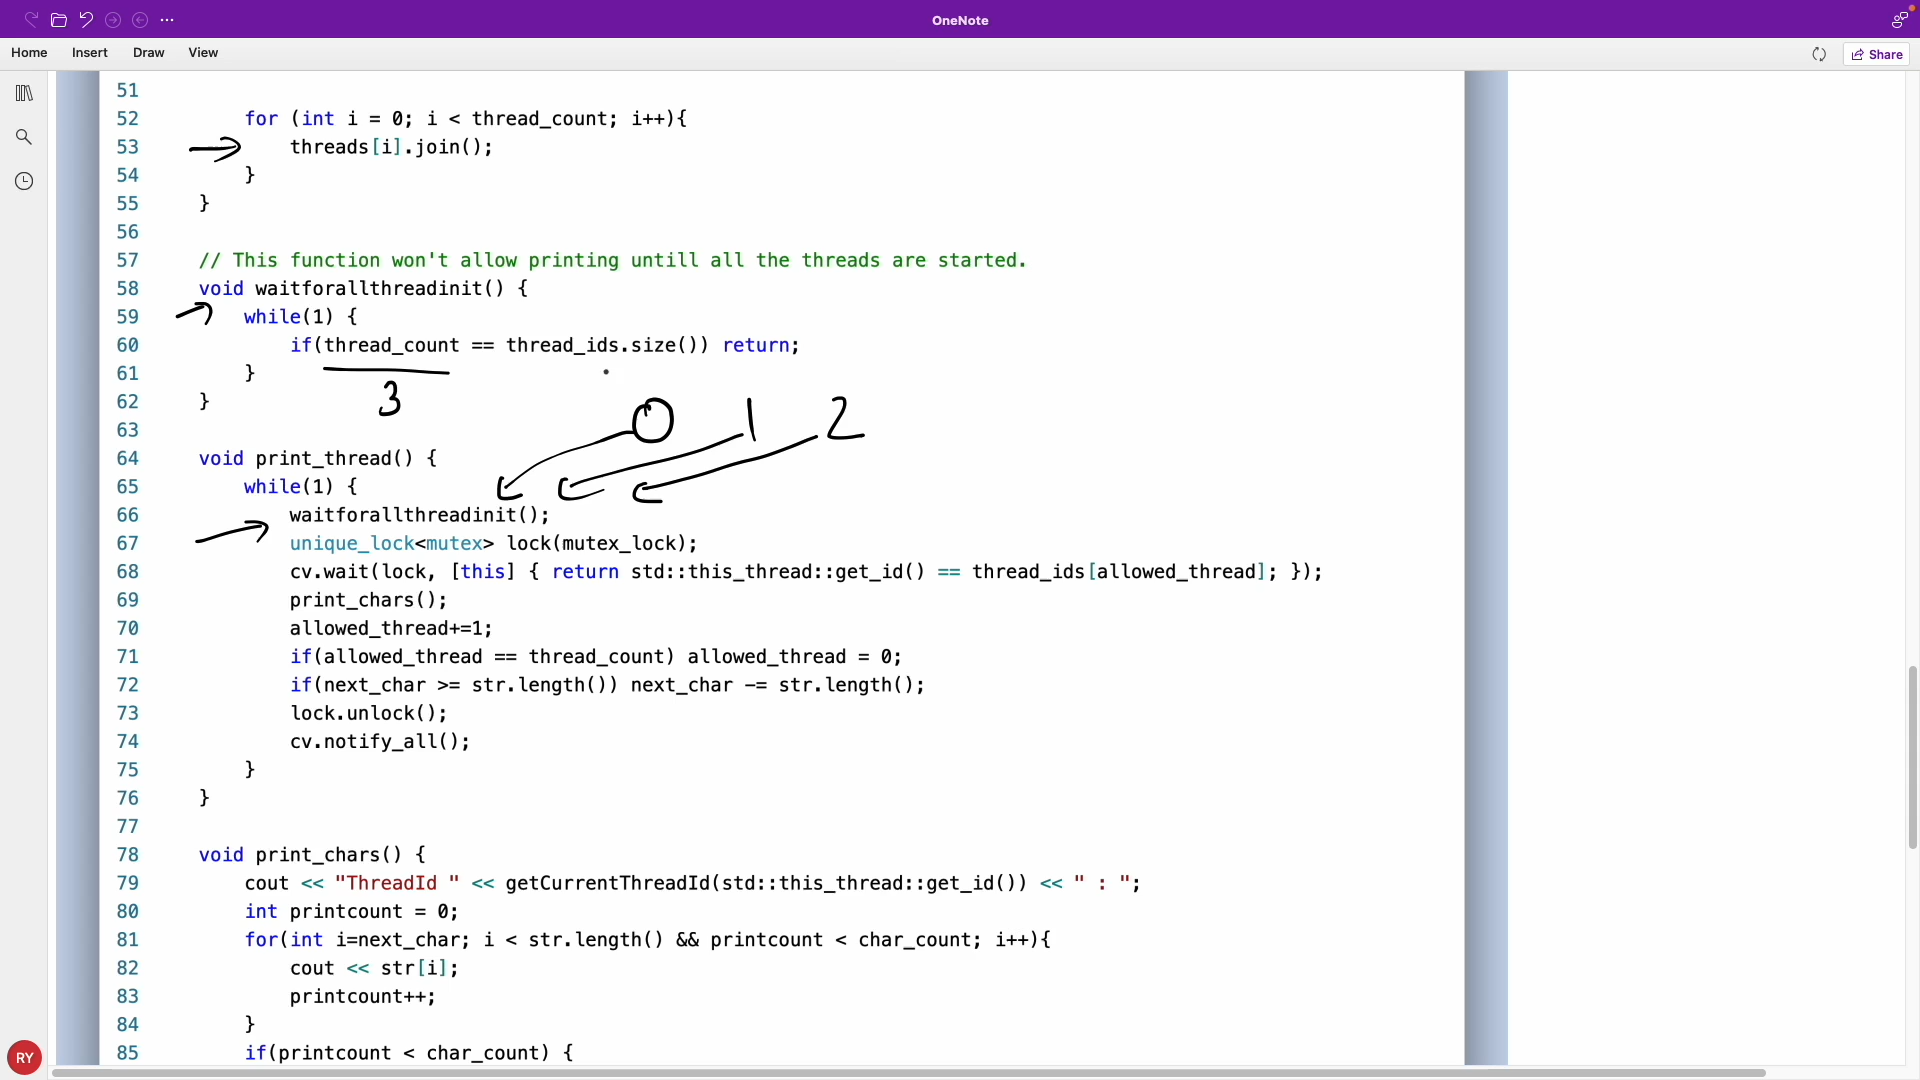 OneNote
Home Insert Draw View
Share
51
52 for (int i = 0; i < thread_count; i++){
53 threads[i].join();
54 }
55 }
56
57 // This function won't allow printing untill all the threads are started.
58 void waitforallthreadinit() {
59 while(1) {
60 if(thread_count == thread_ids.size()) return;
61 }
3
62 }
0 1 2
63
64 void print_thread() {
65 while(1) {
66 waitforallthreadinit();
67 unique_lock<mutex> lock(mutex_lock);
68 cv.wait(lock, [this] { return std::this_thread::get_id() == thread_ids[allowed_thread]; });
69 print_chars();
70 allowed_thread+=1;
71 if(allowed_thread == thread_count) allowed_thread = 0;
72 if(next_char >= str.length()) next_char -= str.length();
73 lock.unlock();
74 cv.notify_all();
75 }
76 }
77
78 void print_chars() {
79 cout << "ThreadId " << getCurrentThreadId(std::this_thread::get_id()) << " : ";
80 int printcount = 0;
81 for(int i=next_char; i < str.length() && printcount < char_count; i++){
82 cout << str[i];
83 printcount++;
84 }
85 if(printcount < char_count) {
RY